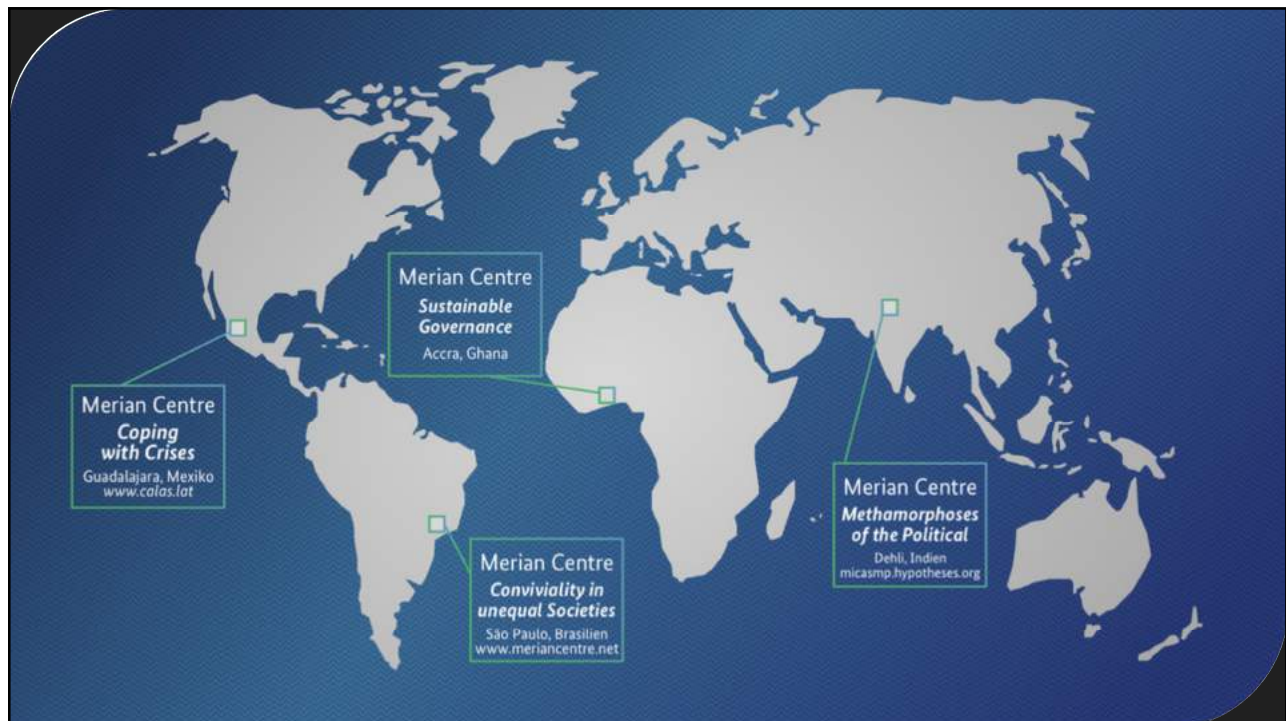 Merian Centre
Sustainable
Governance
Accra, Ghana
Merian Centre
Coping
with Crises
Guadalajara, Mexiko
www.calas.lat
Merian Centre
Methamorphoses
of the Political
Dehli, Indien
micasmp.hypotheses.org
Merian Centre
Conviviality in
unequal Societies
São Paulo, Brasilien
www.meriancentre.net